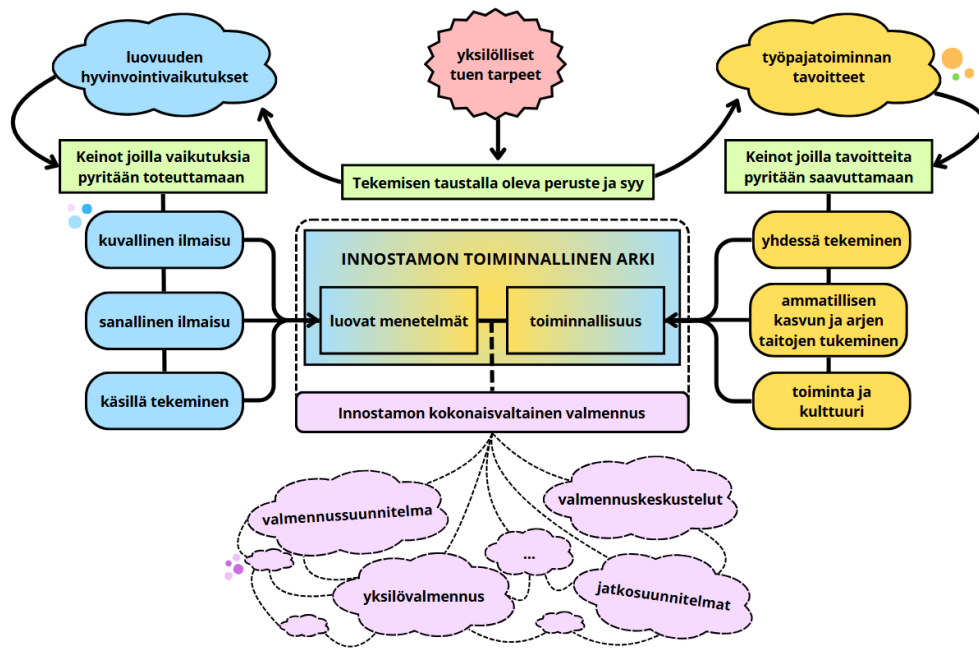 luovuuden
hyvinvointivaikutukset
yksilölliset
tuen tarpeet
työpajatoiminnan
tavoitteet
Keinot joilla vaikutuksia
pyritään toteuttamaan
Tekemisen taustalla oleva peruste ja syy
Keinot joilla tavoitteita
pyritään saavuttamaan
kuvallinen ilmaisu
sanallinen ilmaisu
käsillä tekeminen
INNOSTAMON TOIMINNALLINEN ARKI
luovat menetelmät
toiminnallisuus
yhdessä tekeminen
ammatillisen
kasvun ja arjen
taitojen tukeminen
toiminta ja
kulttuuri
Innostamon kokonaisvaltainen valmennus
valmennussuunnitelma
valmennuskeskustelut
...
yksilövalmennus
jatkosuunnitelmat